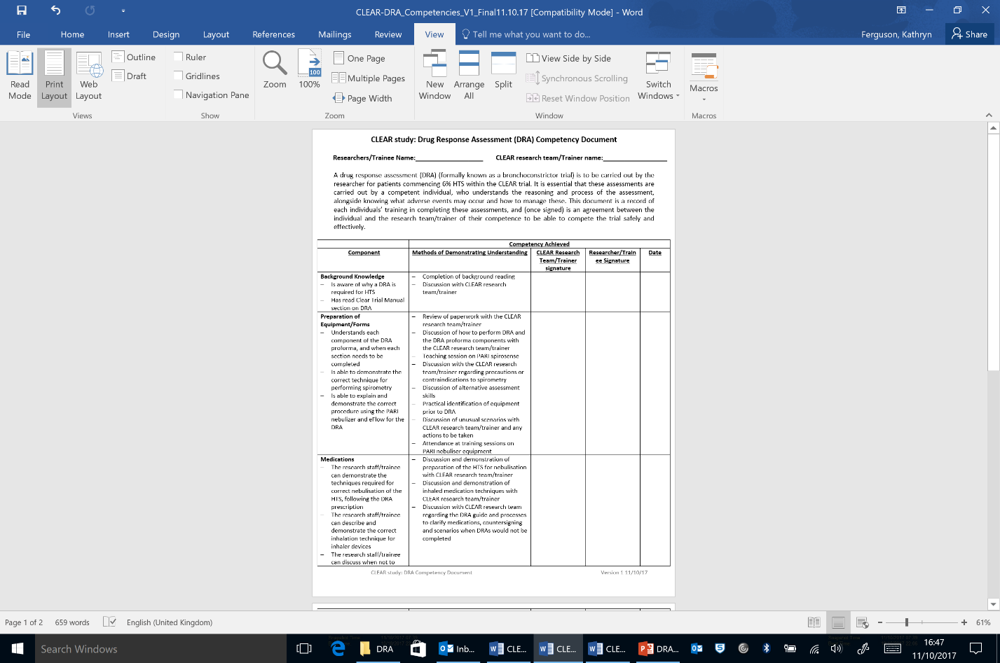 CLEAR-DRA_Competencies_V1_Final11.10.17 [Compatibility Mode] - Word
File Home Insert Design Layout References Mailings Review View Tell me what you want to do... Ferguson, Kathryn Share
Read Mode
Print Layout
Web Layout
Outline
Draft
Views
Ruler
Gridlines
Navigation Pane
Show
Zoom
100
100%
One Page
Multiple Pages
Page Width
Zoom
New Window
Arrange All
Split
View Side by Side
Synchronous Scrolling
Reset Window Position
Switch Windows
Window
Macros
Macros
CLEAR study: Drug Response Assessment (DRA) Competency Document
Researchers/Trainee Name:__________________ CLEAR research team/Trainer name:_________________
A drug response assessment (DRA) (formally known as a bronchoconstrictor trial) is to be carried out by the
researcher for patients commencing 6% HTS within the CLEAR trial. It is essential that these assessments are
carried out by a competent individual, who understands the reasoning and process of the assessment,
alongside knowing what adverse events may occur and how to manage these. This document is a record of
each individuals' training in completing these assessments, and (once signed) is an agreement between the
individual and the research team/trainer of their competence to be able to compete the trial safely and
effectively.
Competency Achieved
Component
Methods of Demonstrating Understanding
CLEAR Research
Team/Trainer
signature
Researcher/Train
ee Signature
Date
Background Knowledge
– Is aware of why a DRA is
required for HTS
– Has read Clear Trial Manual
section on DRA
– Completion of background reading
– Discussion with CLEAR research
team/trainer
Preparation of
Equipment/Forms
– Understands each
component of the DRA
proforma, and when each
section needs to be
completed
– Is able to demonstrate the
correct technique for
performing spirometry
– Is able to explain and
demonstrate the correct
procedure using the PARI
nebulizer and eFlow for the
DRA
– Review of paperwork with the CLEAR
research team/trainer
– Discussion of how to perform DRA and
the DRA proforma components with
the CLEAR research team/trainer
– Teaching session on PARI spirosense
– Discussion with the CLEAR research
team/trainer regarding precautions or
contraindications to spirometry
– Discussion of alternative assessment
skills
– Practical identification of equipment
prior to DRA
– Discussion of unusual scenarios with
CLEAR research team/trainer and any
actions to be taken
– Attendance at training sessions on
PARI nebuliser equipment
Medications
– The research staff/trainee
can demonstrate the
techniques required for
correct nebulisation of the
HTS, following the DRA
prescription
– The research staff/trainee
can describe and
demonstrate the correct
inhalation technique for
inhaler devices
– The research staff/trainee
can discuss when not to
– Discussion and demonstration of
preparation of the HTS for nebulisation
with CLEAR research team/trainer
– Discussion and demonstration of
inhaled medication techniques with
CLEAR research team/trainer
– Discussion with CLEAR research team
regarding the DRA guide and processes
to clarify medications, countersigning
and scenarios when DRAs would not be
completed
CLEAR study: DRA Competency Document Version 1 11/10/17
Page 1 of 2 659 words English (United Kingdom) 61%
Search Windows DRA Inb... CLE... CLE... CLE... DRA... 16:47
11/10/2017